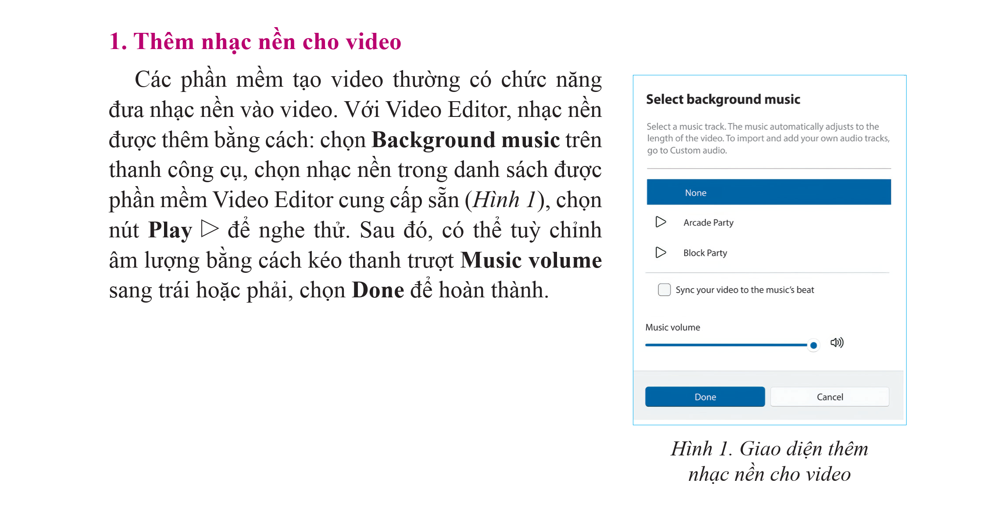 1. Thêm nhạc nền cho video
Các phần mềm tạo video thường có chức năng
đưa nhạc nền vào video. Với Video Editor, nhạc nền
được thêm bằng cách: chọn Background music trên
thanh công cụ, chọn nhạc nền trong danh sách được
phần mềm Video Editor cung cấp sẵn (Hình 1), chọn
nút Play ▷ để nghe thử. Sau đó, có thể tuỳ chỉnh
âm lượng bằng cách kéo thanh trượt Music volume
sang trái hoặc phải, chọn Done để hoàn thành.
Select background music
Select a music track. The music automatically adjusts to the
length of the video. To import and add your own audio tracks,
go to Custom audio.
None
Arcade Party
Block Party
Sync your video to the music's beat
Music volume
Done
Cancel
Hình 1. Giao diện thêm
nhạc nền cho video